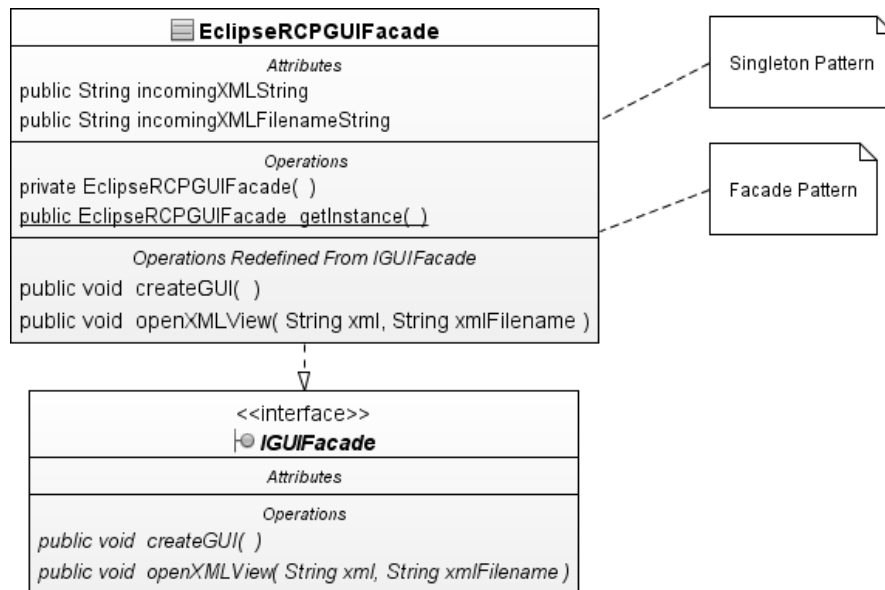 EclipseRCPGUIFacade
Attributes
public String incomingXMLString
public String incomingXMLFilenameString
Operations
private EclipseRCPGUIFacade( )
public EclipseRCPGUIFacade getInstance( )
Operations Redefined From IGUIFacade
public void createGUI( )
public void openXMLView( String xml, String xmlFilename )
Singleton Pattern
Facade Pattern
<<interface>>
IGUIFacade
Attributes
Operations
public void createGUI( )
public void openXMLView( String xml, String xmlFilename )